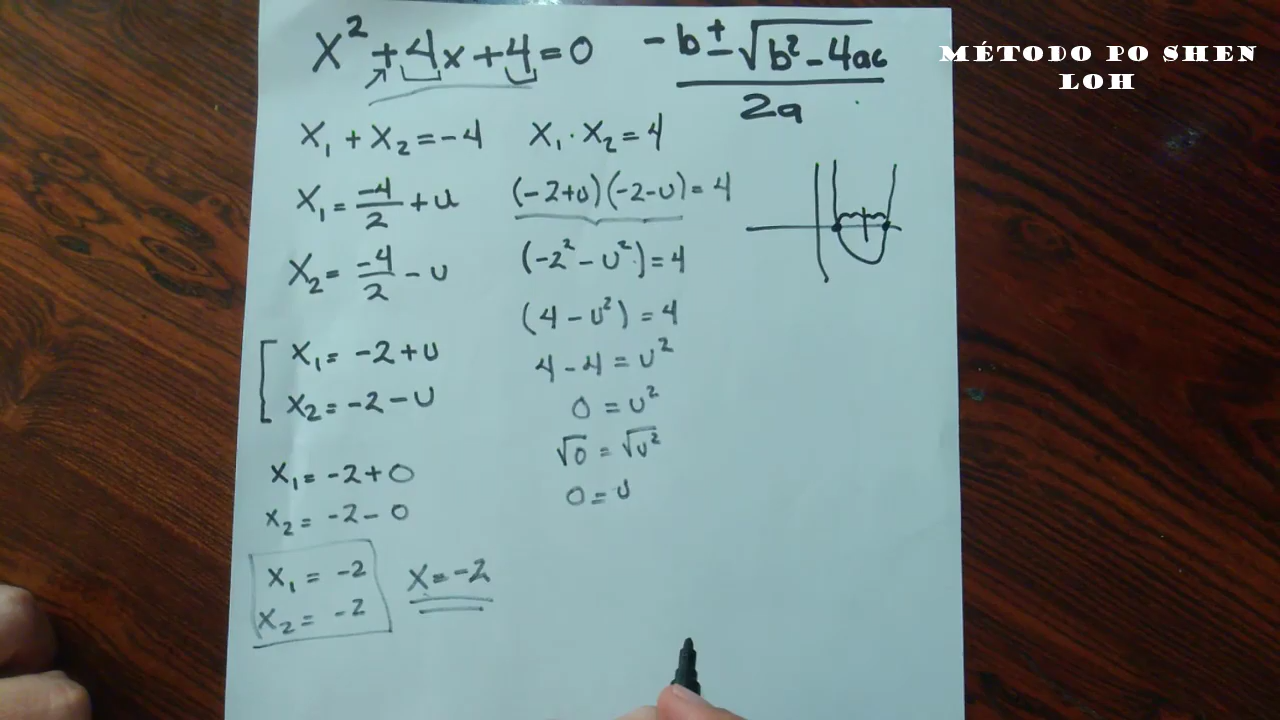 x² + 4x + 4 = 0
-b ± √(b² - 4ac) / 2a
MÉTODO PO SHEN
LOH
x₁ + x₂ = -4
x₁ = -4/2 + u
x₂ = -4/2 - u
x₁ = -2 + u
x₂ = -2 - u
x₁ = -2 + 0
x₂ = -2 - 0
x₁ = -2
x₂ = -2
x = -2
x₁ · x₂ = 4
(-2+u)(-2-u) = 4
(-2² - u²) = 4
(4 - u²) = 4
4 - 4 = u²
0 = u²
√0 = √u²
0 = u